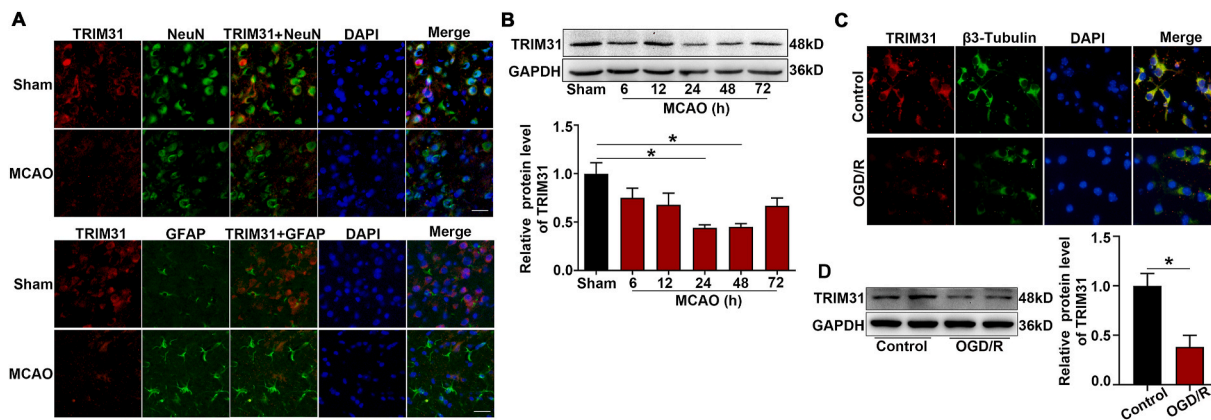 A
TRIM31 NeuN TRIM31+NeuN DAPI Merge
Sham
MCAO
TRIM31 GFAP TRIM31+GFAP DAPI Merge
Sham
MCAO
B
TRIM31 48kD
GAPDH 36kD
Sham 6 12 24 48 72
MCAO (h)
Relative protein level
of TRIM31
1.5
1.0
0.5
0.0
* *
Sham 6 12 24 48 72
MCAO (h)
C
TRIM31 β3-Tubulin DAPI Merge
Control
OGD/R
D
TRIM31 48kD
GAPDH 36kD
Control OGD/R
Relative protein level
of TRIM31
1.5
1.0
0.5
0.0
*
Control OGD/R